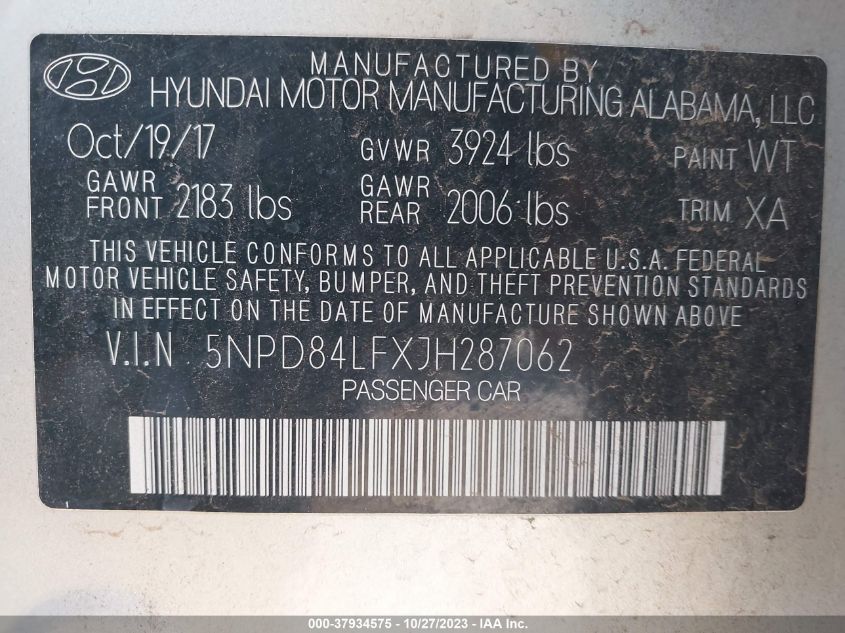 MANUFACTURED BY
HYUNDAI MOTOR MANUFACTURING ALABAMA, LLC
Oct/19/17 GVWR 3924 lbs PAINT WT
GAWR FRONT 2183 lbs GAWR REAR 2006 lbs TRIM XA
THIS VEHICLE CONFORMS TO ALL APPLICABLE U.S.A. FEDERAL
MOTOR VEHICLE SAFETY, BUMPER, AND THEFT PREVENTION STANDARDS
IN EFFECT ON THE DATE OF MANUFACTURE SHOWN ABOVE
V.I.N 5NPD84LFXJH287062
PASSENGER CAR
000-37934575 - 10/27/2023 - IAA Inc.